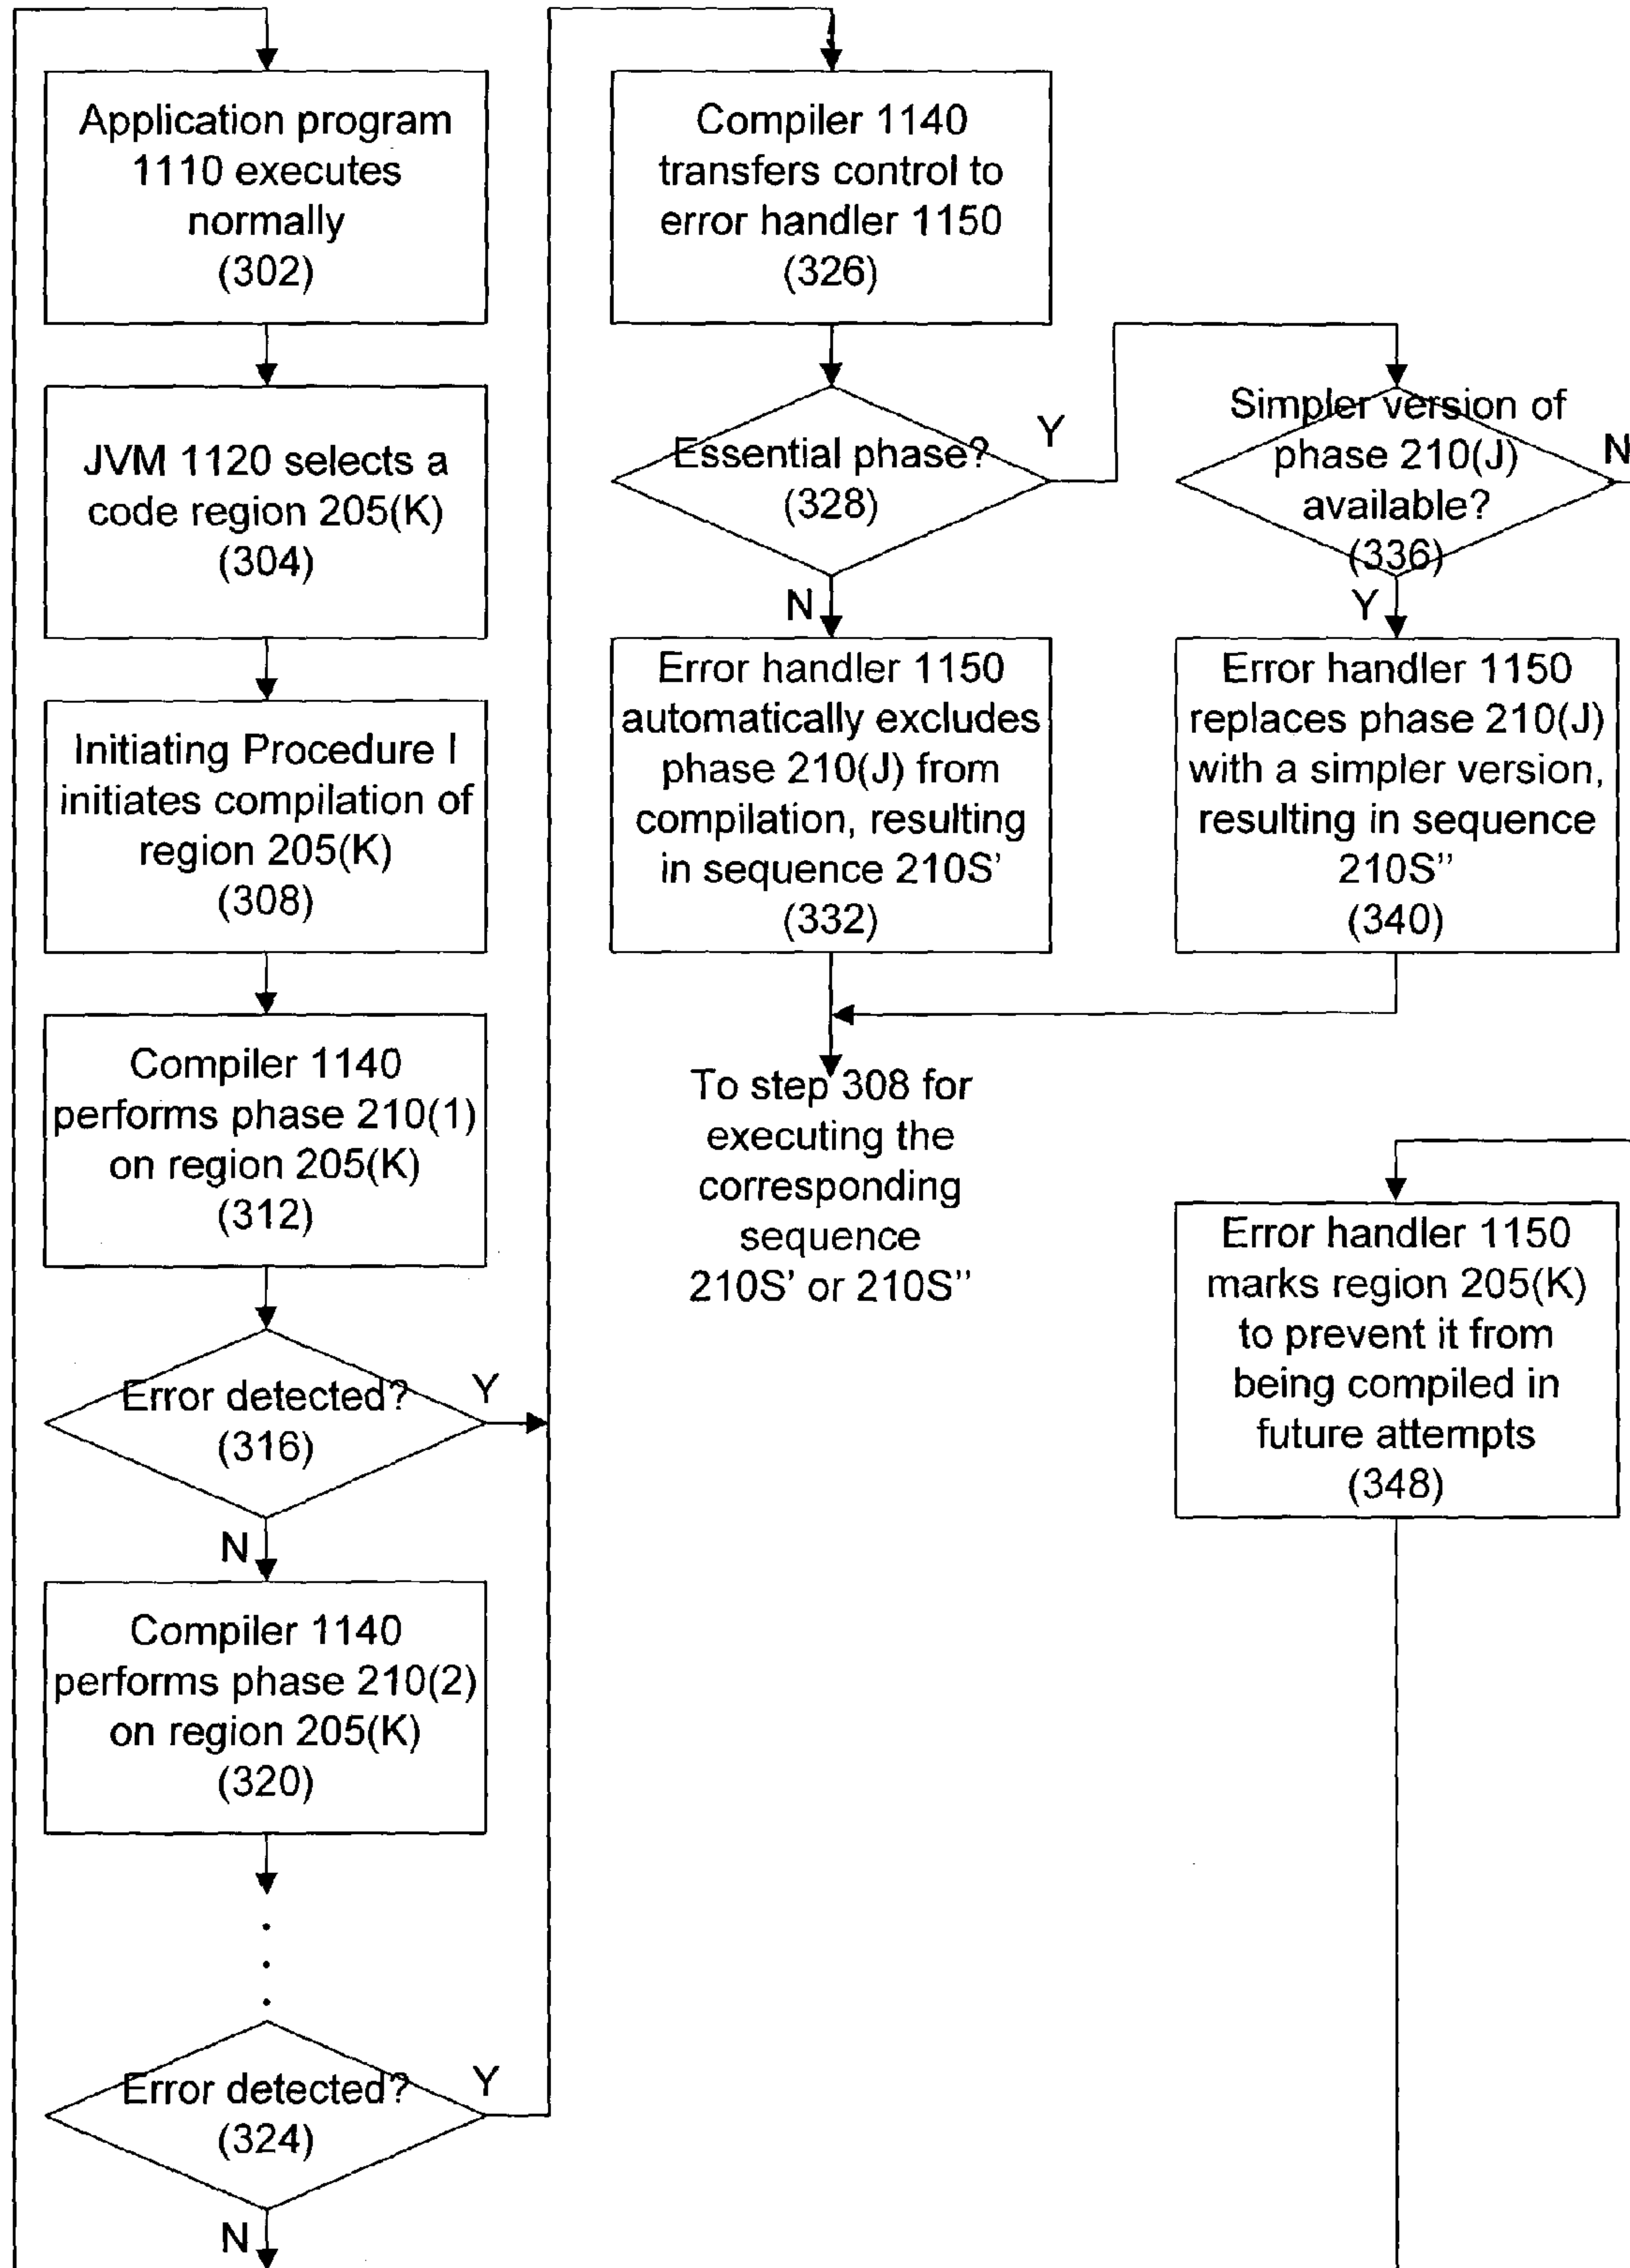 Application program
1110 executes
normally
(302)
JVM 1120 selects a
code region 205(K)
(304)
Initiating Procedure I
initiates compilation of
region 205(K)
(308)
Compiler 1140
performs phase 210(1)
on region 205(K)
(312)
Error detected?
(316)
Y
N
Compiler 1140
performs phase 210(2)
on region 205(K)
(320)
.
.
.
Error detected?
(324)
Y
N
Compiler 1140
transfers control to
error handler 1150
(326)
Essential phase?
(328)
Y
N
Error handler 1150
automatically excludes
phase 210(J) from
compilation, resulting
in sequence 210S'
(332)
To step 308 for
executing the
corresponding
sequence
210S' or 210S''
Simpler version of
phase 210(J)
available?
(336)
N
Y
Error handler 1150
replaces phase 210(J)
with a simpler version,
resulting in sequence
210S''
(340)
Error handler 1150
marks region 205(K)
to prevent it from
being compiled in
future attempts
(348)